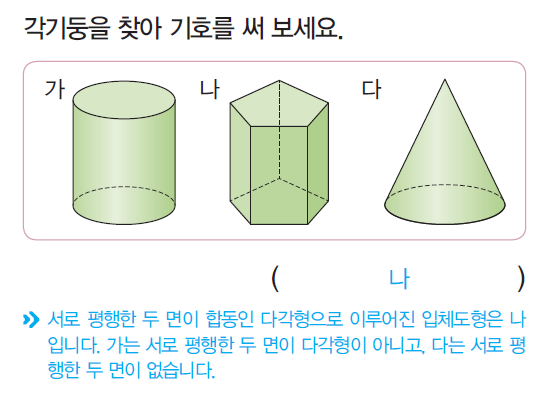 각기둥을 찾아 기호를 써 보세요.
가 나 다
( 나 )
서로 평행한 두 면이 합동인 다각형으로 이루어진 입체도형은 나
입니다. 가는 서로 평행한 두 면이 다각형이 아니고, 다는 서로 평
행한 두 면이 없습니다.